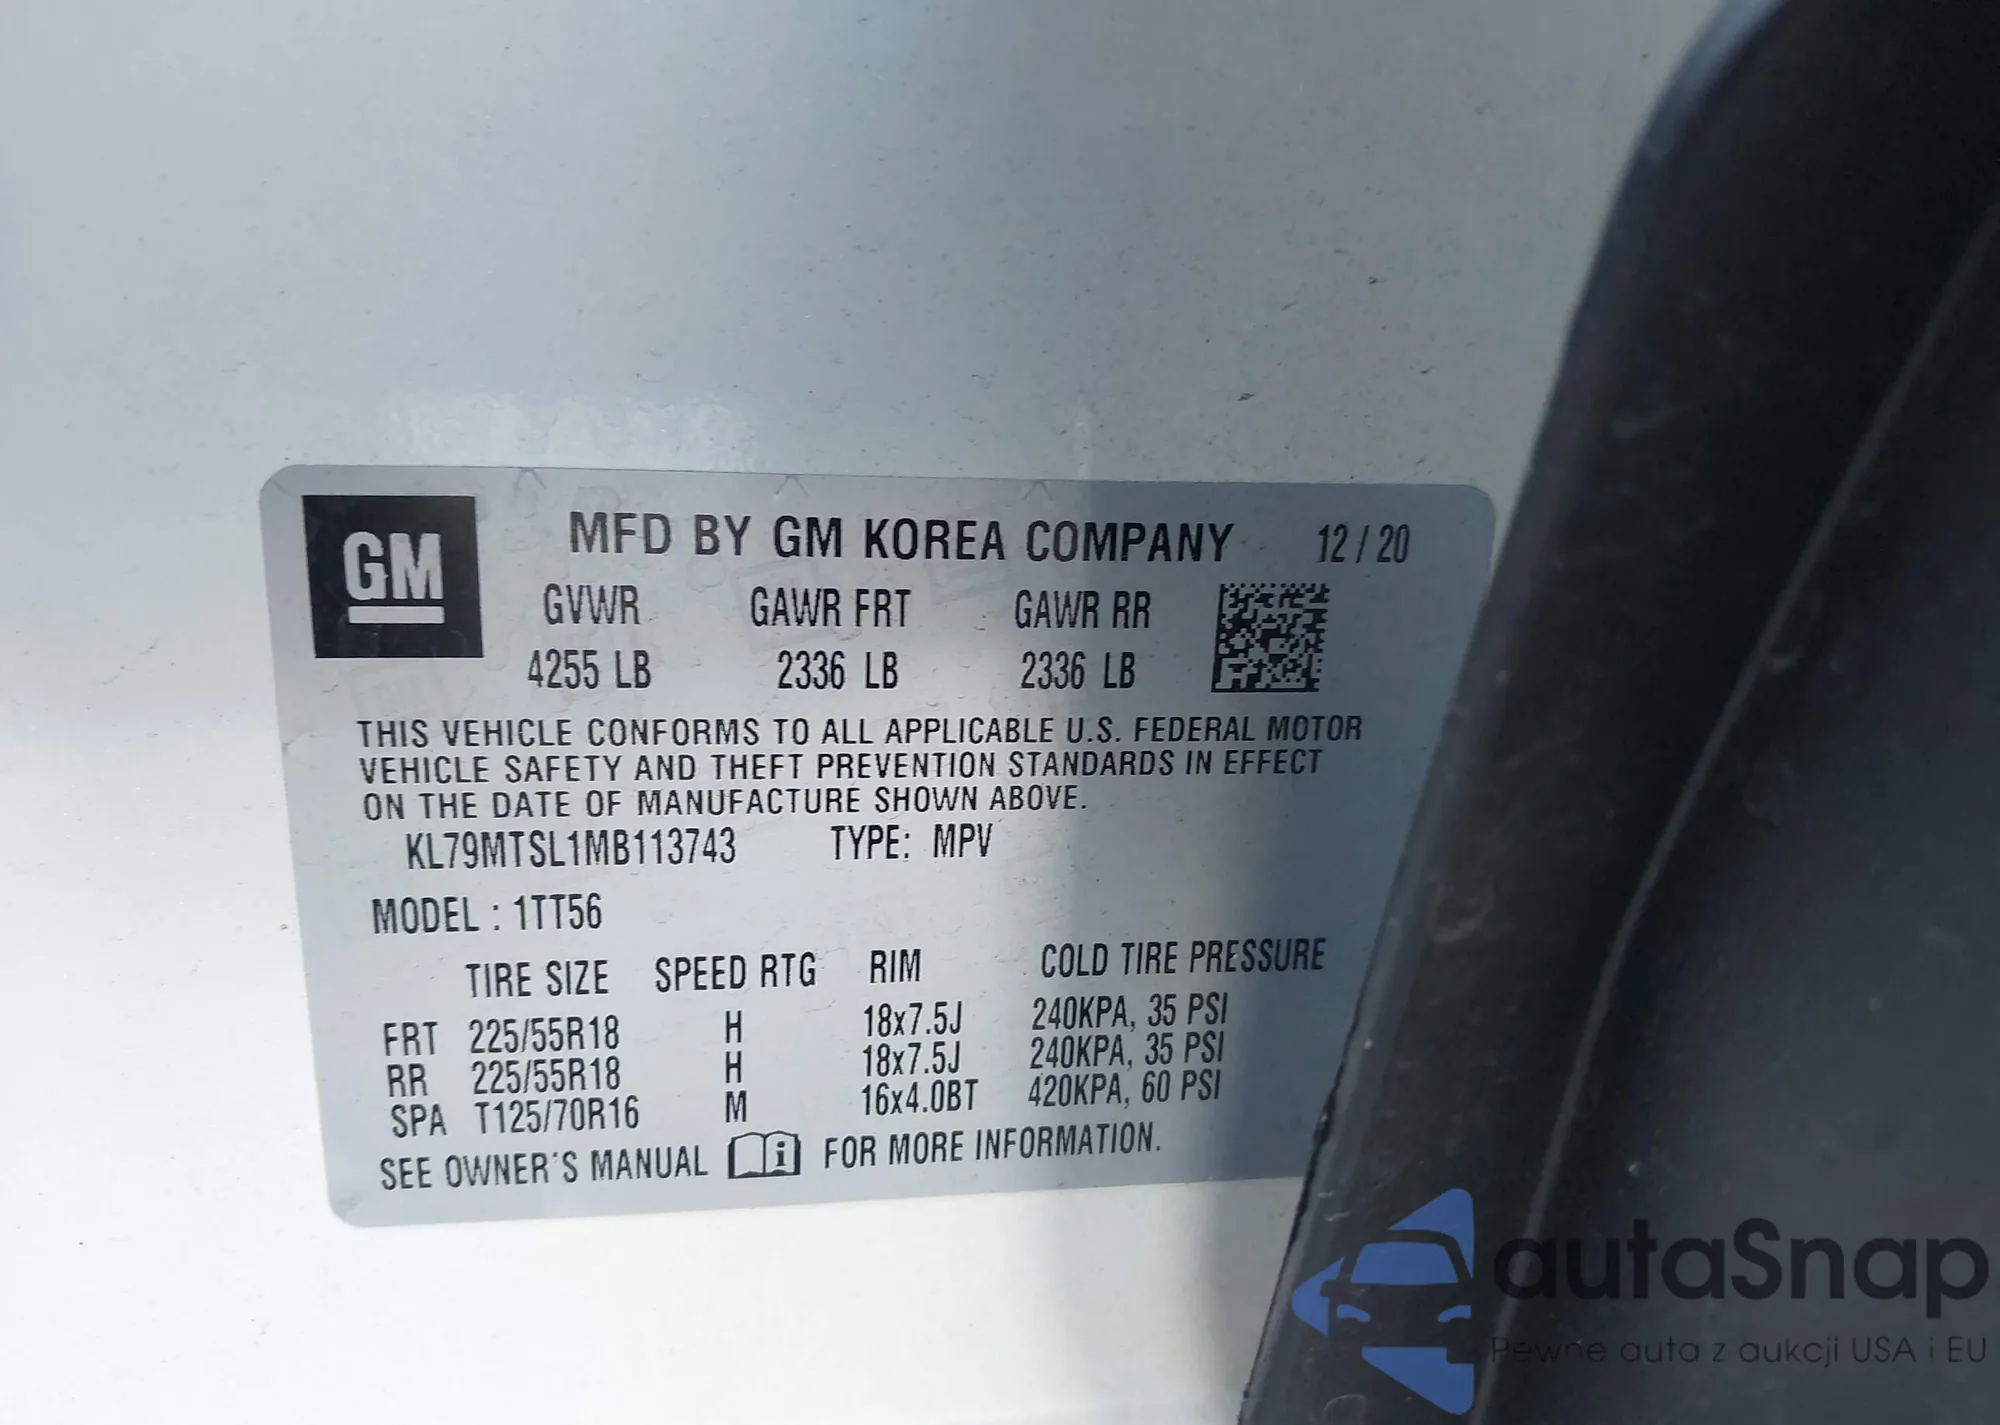 GM
MFD BY GM KOREA COMPANY 12 / 20
GVWR GAWR FRT GAWR RR
4255 LB 2336 LB 2336 LB
THIS VEHICLE CONFORMS TO ALL APPLICABLE U.S. FEDERAL MOTOR
VEHICLE SAFETY AND THEFT PREVENTION STANDARDS IN EFFECT
ON THE DATE OF MANUFACTURE SHOWN ABOVE.
KL79MTSL1MB113743 TYPE: MPV
MODEL : 1TT56
TIRE SIZE SPEED RTG RIM COLD TIRE PRESSURE
FRT 225/55R18 H 18x7.5J 240KPA, 35 PSI
RR 225/55R18 H 18x7.5J 240KPA, 35 PSI
SPA T125/70R16 M 16x4.0BT 420KPA, 60 PSI
SEE OWNER'S MANUAL i FOR MORE INFORMATION.
autaSnap
Pewne auta z aukcji USA i EU